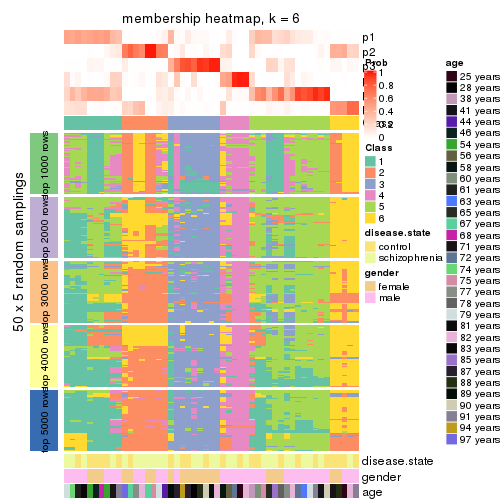 membership heatmap, k = 6
p1
p2
p3
Prob
1
0.8
0.6
0.4
0.2
0
Class
1
2
3
4
5
6
disease.state
control
schizophrenia
gender
female
male
age
25 years
28 years
38 years
41 years
44 years
46 years
54 years
56 years
58 years
60 years
61 years
63 years
65 years
67 years
68 years
71 years
72 years
74 years
75 years
77 years
78 years
79 years
81 years
82 years
83 years
85 years
87 years
88 years
89 years
90 years
91 years
94 years
97 years
50 x 5 random samplings
top 1000 rows
top 2000 rows
top 3000 rows
top 4000 rows
top 5000 rows
disease.state
gender
age